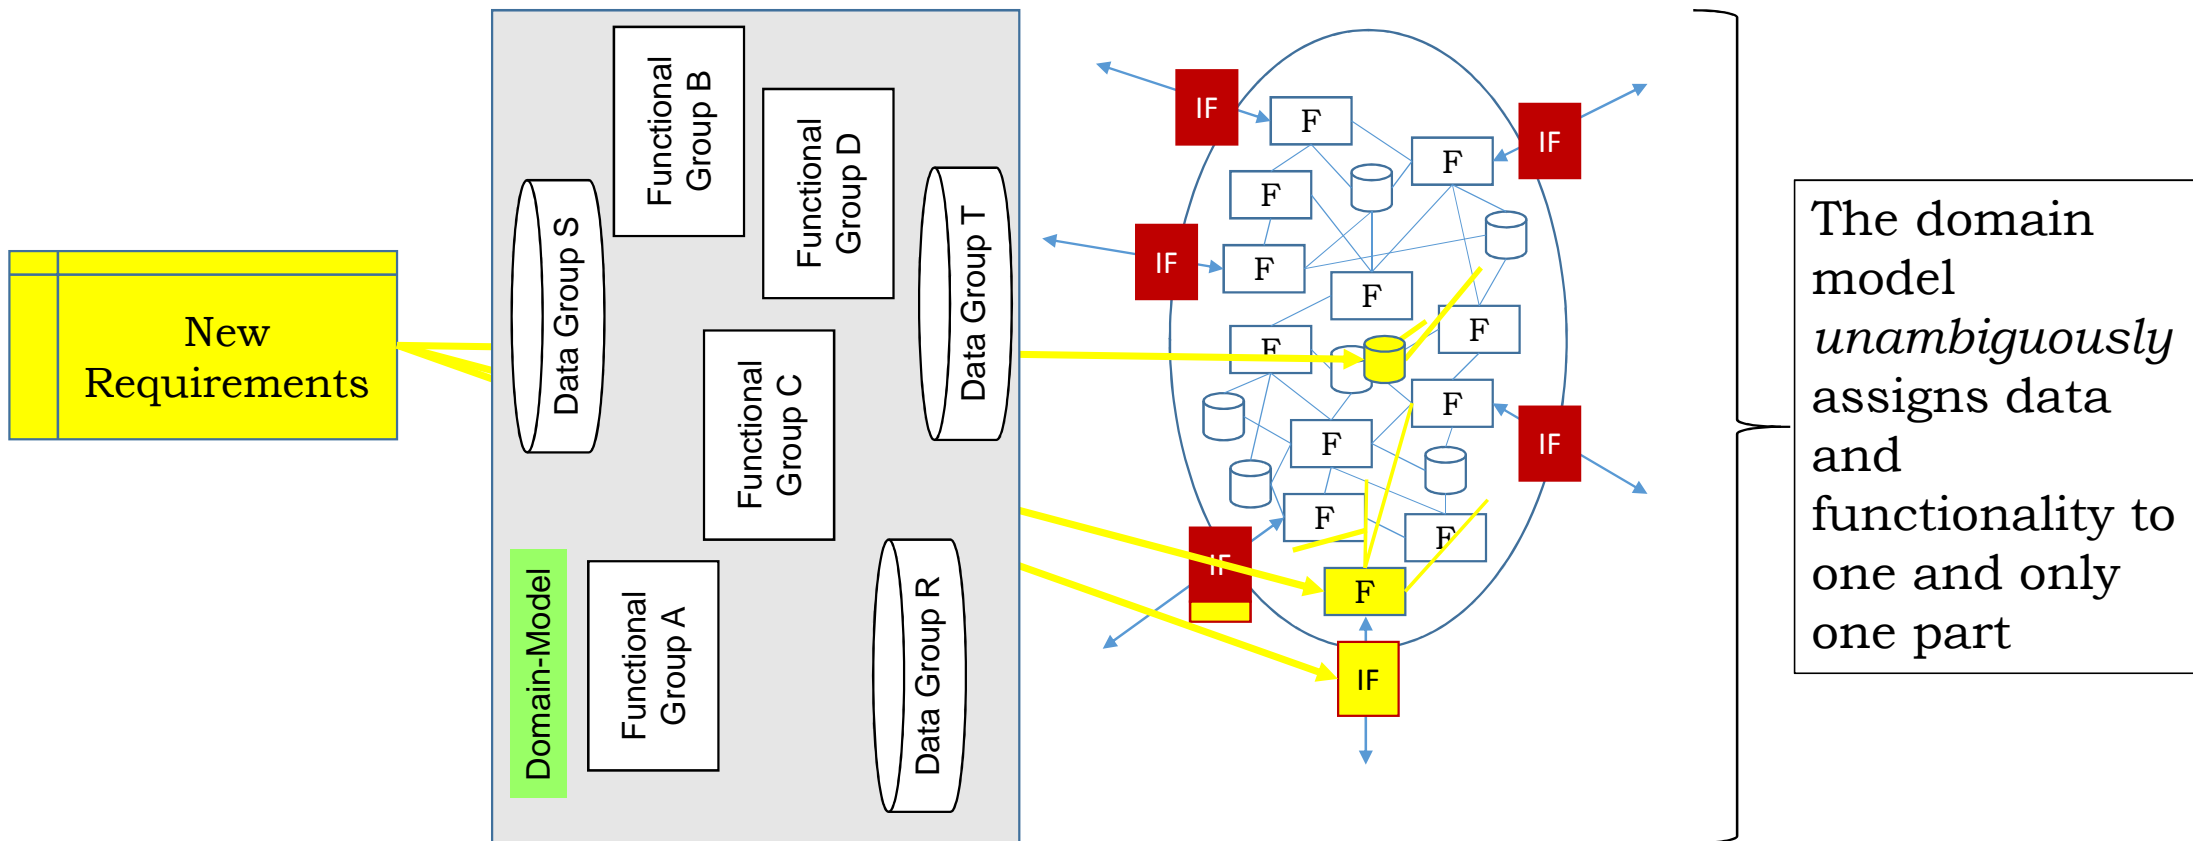 New
Requirements
Domain-Model
Data Group S
Functional
Group A
Functional
Group B
Functional
Group C
Functional
Group D
Data Group R
Data Group T
IF
F
IF
F
F
F
IF
F
F
F
F
F
IF
F
F
F
IF
F
IF
The domain
model
unambiguously
assigns data
and
functionality to
one and only
one part